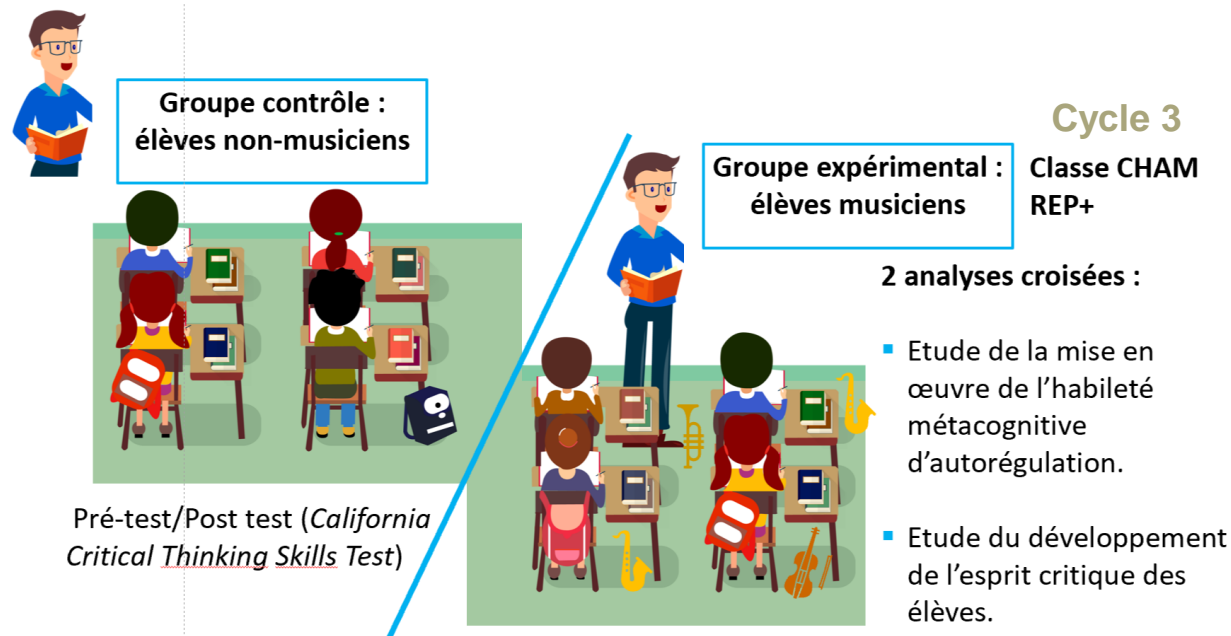 Groupe contrôle :
élèves non-musiciens
Pré-test/Post test (California
Critical Thinking Skills Test)
Groupe expérimental :
élèves musiciens
Cycle 3
Classe CHAM
REP+
2 analyses croisées :
▪ Etude de la mise en
œuvre de l’habileté
métacognitive
d’autorégulation.
▪ Etude du développement
de l’esprit critique des
élèves.